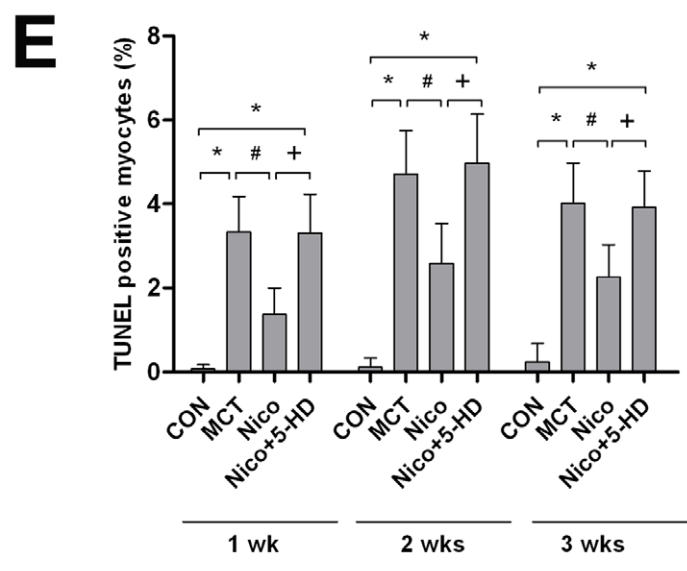 E
TUNEL positive myocytes (%)
8
6
4
2
0
*
* # +
*
* # +
*
* # +
CON MCT Nico Nico+5-HD
CON MCT Nico Nico+5-HD
CON MCT Nico Nico+5-HD
1 wk
2 wks
3 wks